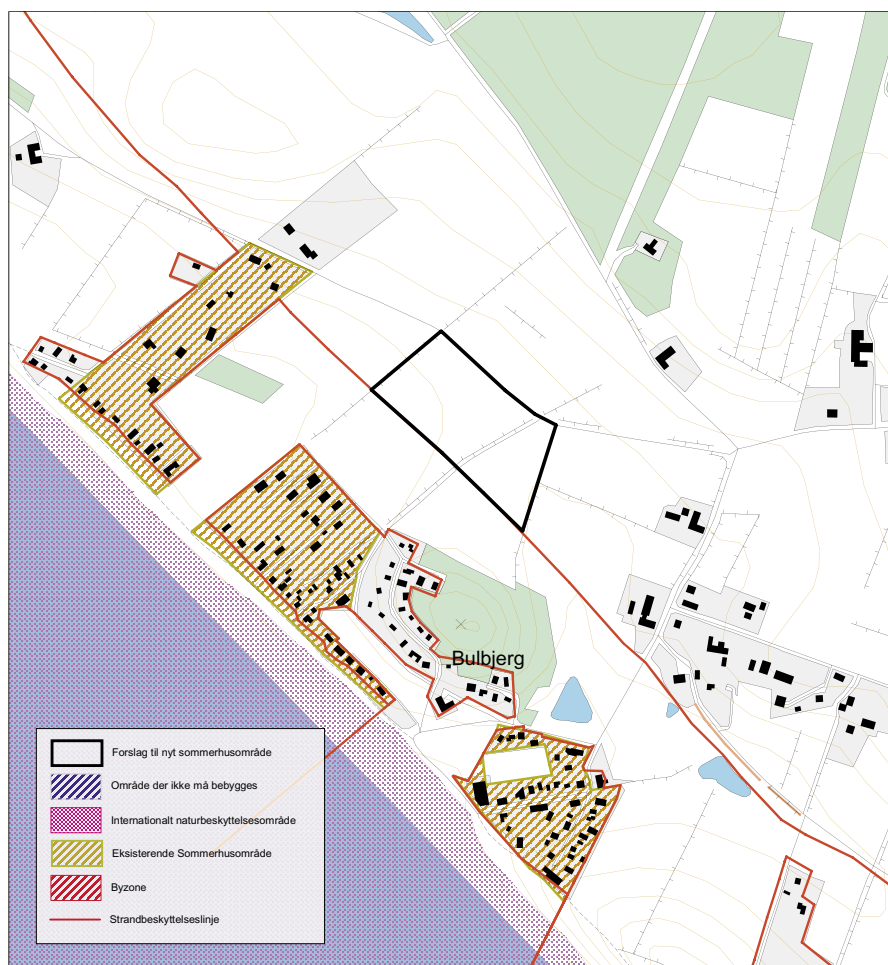 Bulbjerg
Forslag til nyt sommerhusområde
Område der ikke må bebygges
Internationalt naturbeskyttelsesområde
Eksisterende Sommerhusområde
Byzone
Strandbeskyttelseslinje